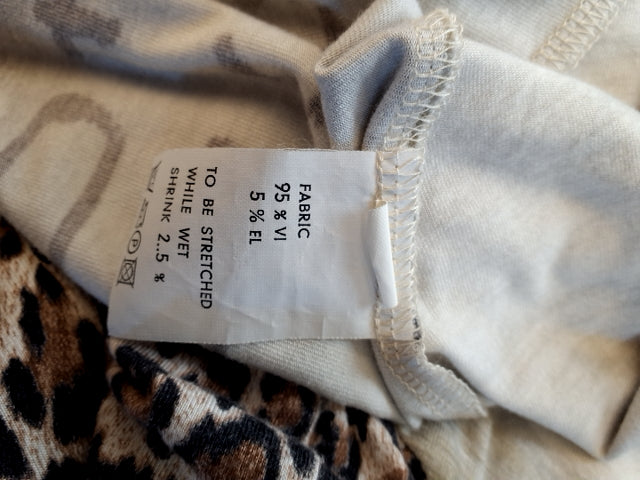 FABRIC
95 % VI
5 % EL
TO BE STRETCHED
WHILE WET
SHRINK 2..5 %
P